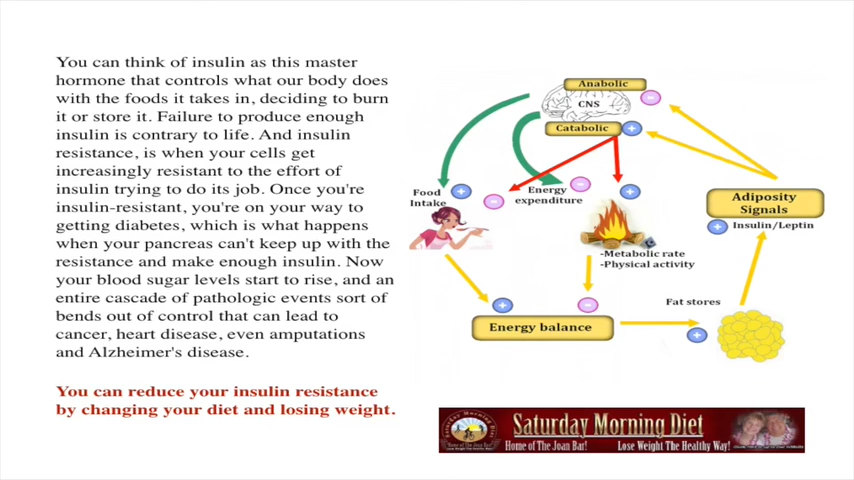 You can think of insulin as this master
hormone that controls what our body does
with the foods it takes in, deciding to burn
it or store it. Failure to produce enough
insulin is contrary to life. And insulin
resistance, is when your cells get
increasingly resistant to the effort of
insulin trying to do its job. Once you're
insulin-resistant, you're on your way to
getting diabetes, which is what happens
when your pancreas can't keep up with the
resistance and make enough insulin. Now
your blood sugar levels start to rise, and an
entire cascade of pathologic events sort of
bends out of control that can lead to
cancer, heart disease, even amputations
and Alzheimer's disease.
You can reduce your insulin resistance
by changing your diet and losing weight.
Anabolic
CNS
Catabolic
Food
Intake
Energy
expenditure
-Metabolic rate
-Physical activity
Adiposity
Signals
Insulin/Leptin
Fat stores
Energy balance
Saturday Morning Diet
Home of The Joan Bar!
Lose Weight The Healthy Way!